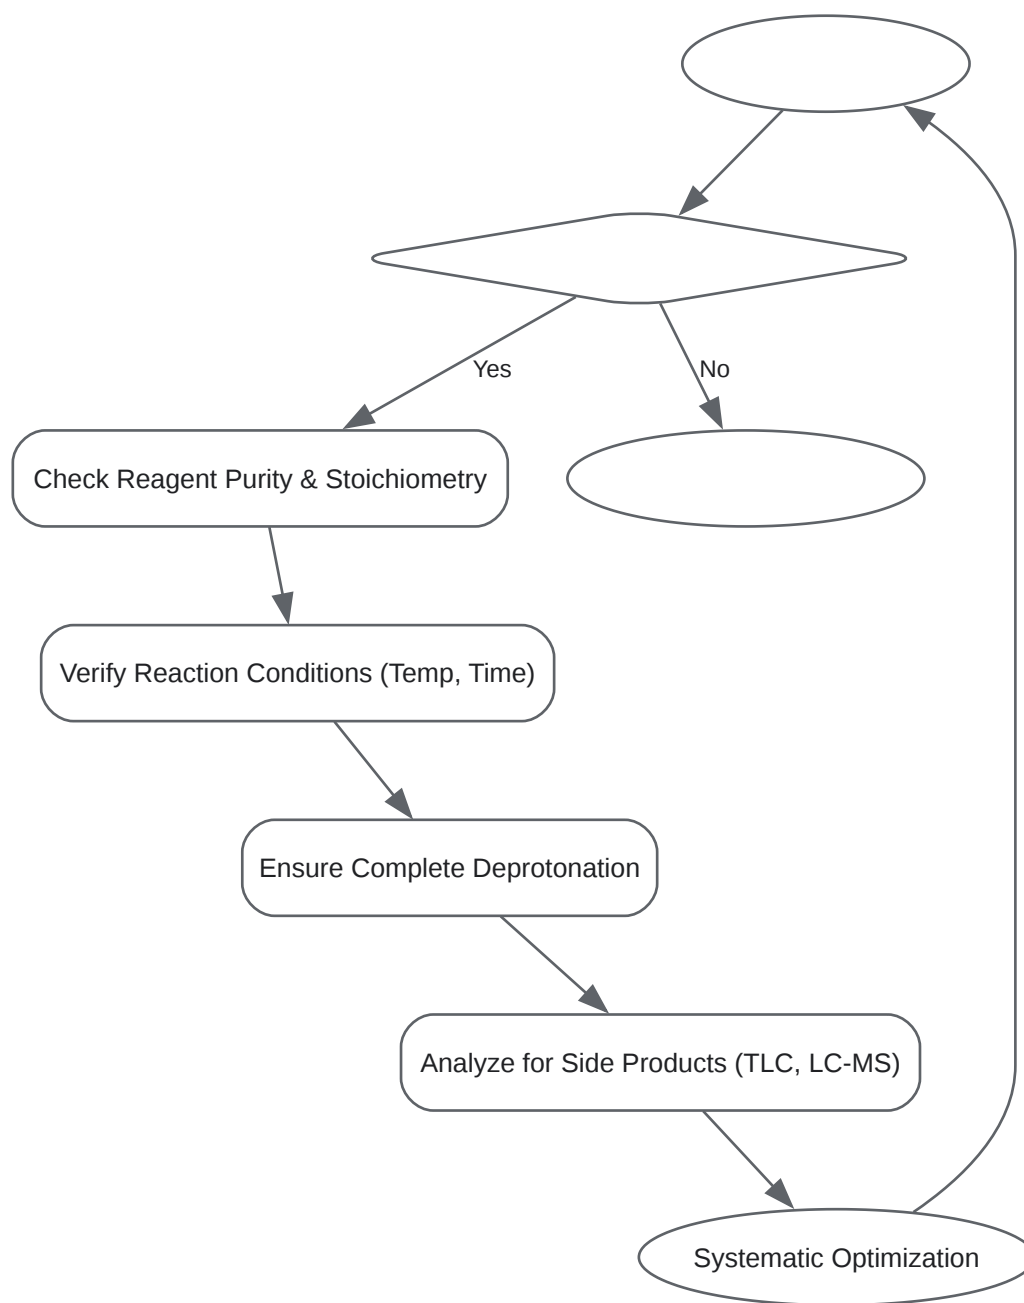 Yes
No
Check Reagent Purity & Stoichiometry
Verify Reaction Conditions (Temp, Time)
Ensure Complete Deprotonation
Analyze for Side Products (TLC, LC-MS)
Systematic Optimization